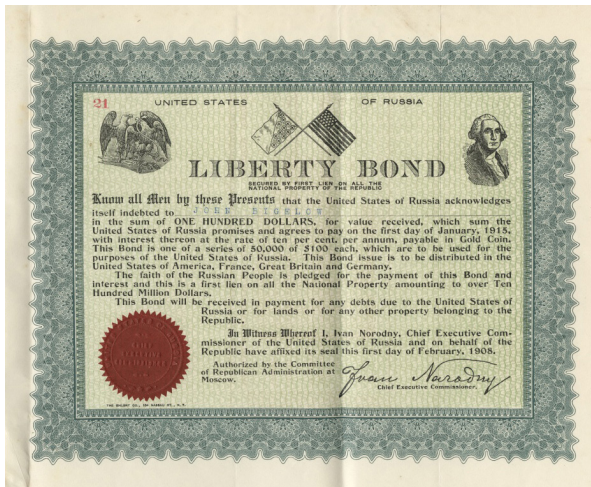 21
UNITED STATES OF RUSSIA
LIBERTY BOND
SECURED BY FIRST LIEN ON ALL THE
NATIONAL PROPERTY OF THE REPUBLIC
Know all Men by these Presents that the United States of Russia acknowledges
itself indebted to JOHN BIGELOW
in the sum of ONE HUNDRED DOLLARS, for value received, which sum the
United States of Russia promises and agrees to pay on the first day of January, 1915,
with interest thereon at the rate of ten per cent, per annum, payable in Gold Coin.
This Bond is one of a series of 50,000 of $100 each, which are to be used for the
purposes of the United States of Russia. This Bond issue is to be distributed in the
United States of America, France, Great Britain and Germany.
The faith of the Russian People is pledged for the payment of this Bond and
interest and this is a first lien on all the National Property amounting to over Ten
Hundred Million Dollars.
This Bond will be received in payment for any debts due to the United States of
Russia or for lands or for any other property belonging to the
Republic.
In Witness Whereof I, Ivan Norodny, Chief Executive Com-
missioner of the United States of Russia and on behalf of the
Republic have affixed its seal this first day of February, 1908.
Authorized by the Committee
of Republican Administration at
Moscow.
Ivan Narodny
Chief Executive Commissioner.